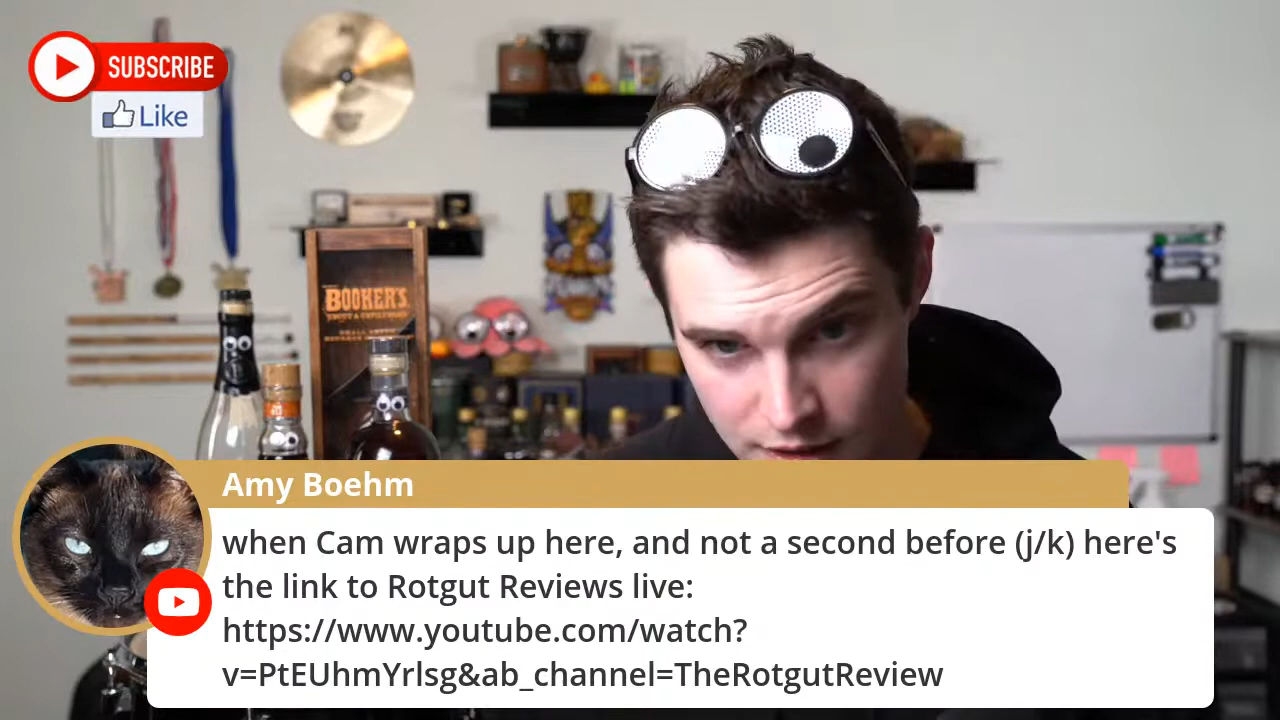 SUBSCRIBE
Like
BOOKER'S
Amy Boehm
when Cam wraps up here, and not a second before (j/k) here's
the link to Rotgut Reviews live:
https://www.youtube.com/watch?
v=PtEUhmYrlsg&ab_channel=TheRotgutReview